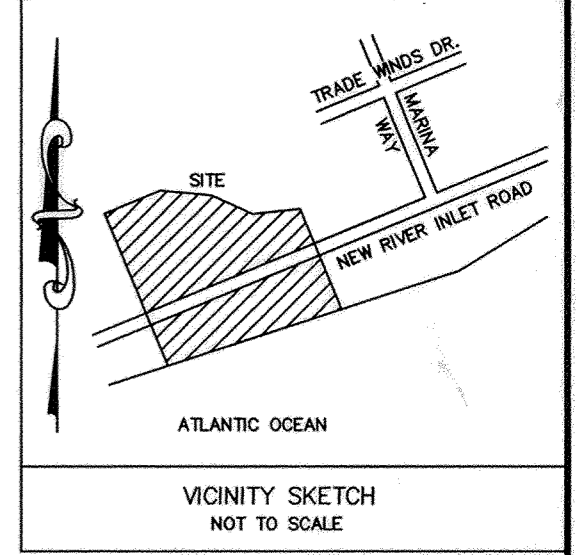 TRADE WINDS DR.
MARINA
WAY
SITE
NEW RIVER INLET ROAD
ATLANTIC OCEAN
VICINITY SKETCH
NOT TO SCALE